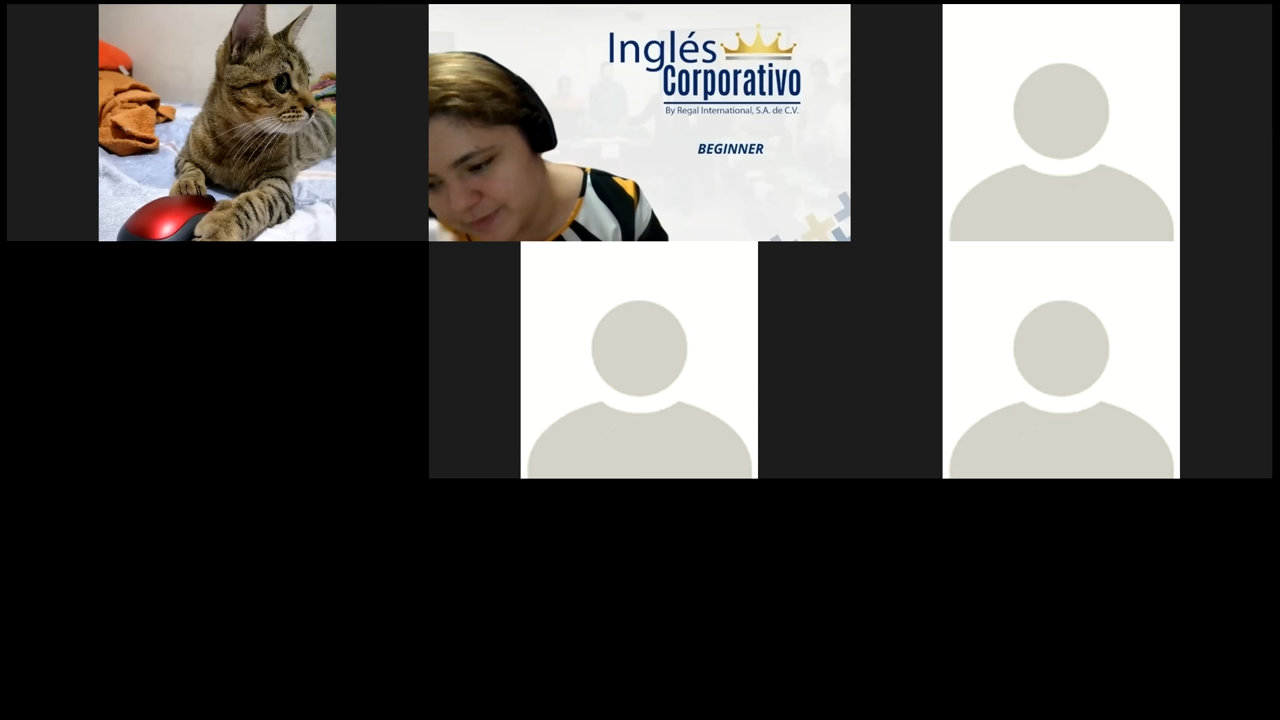 Inglés
Corporativo
By Regal International, S.A. de C.V.
BEGINNER